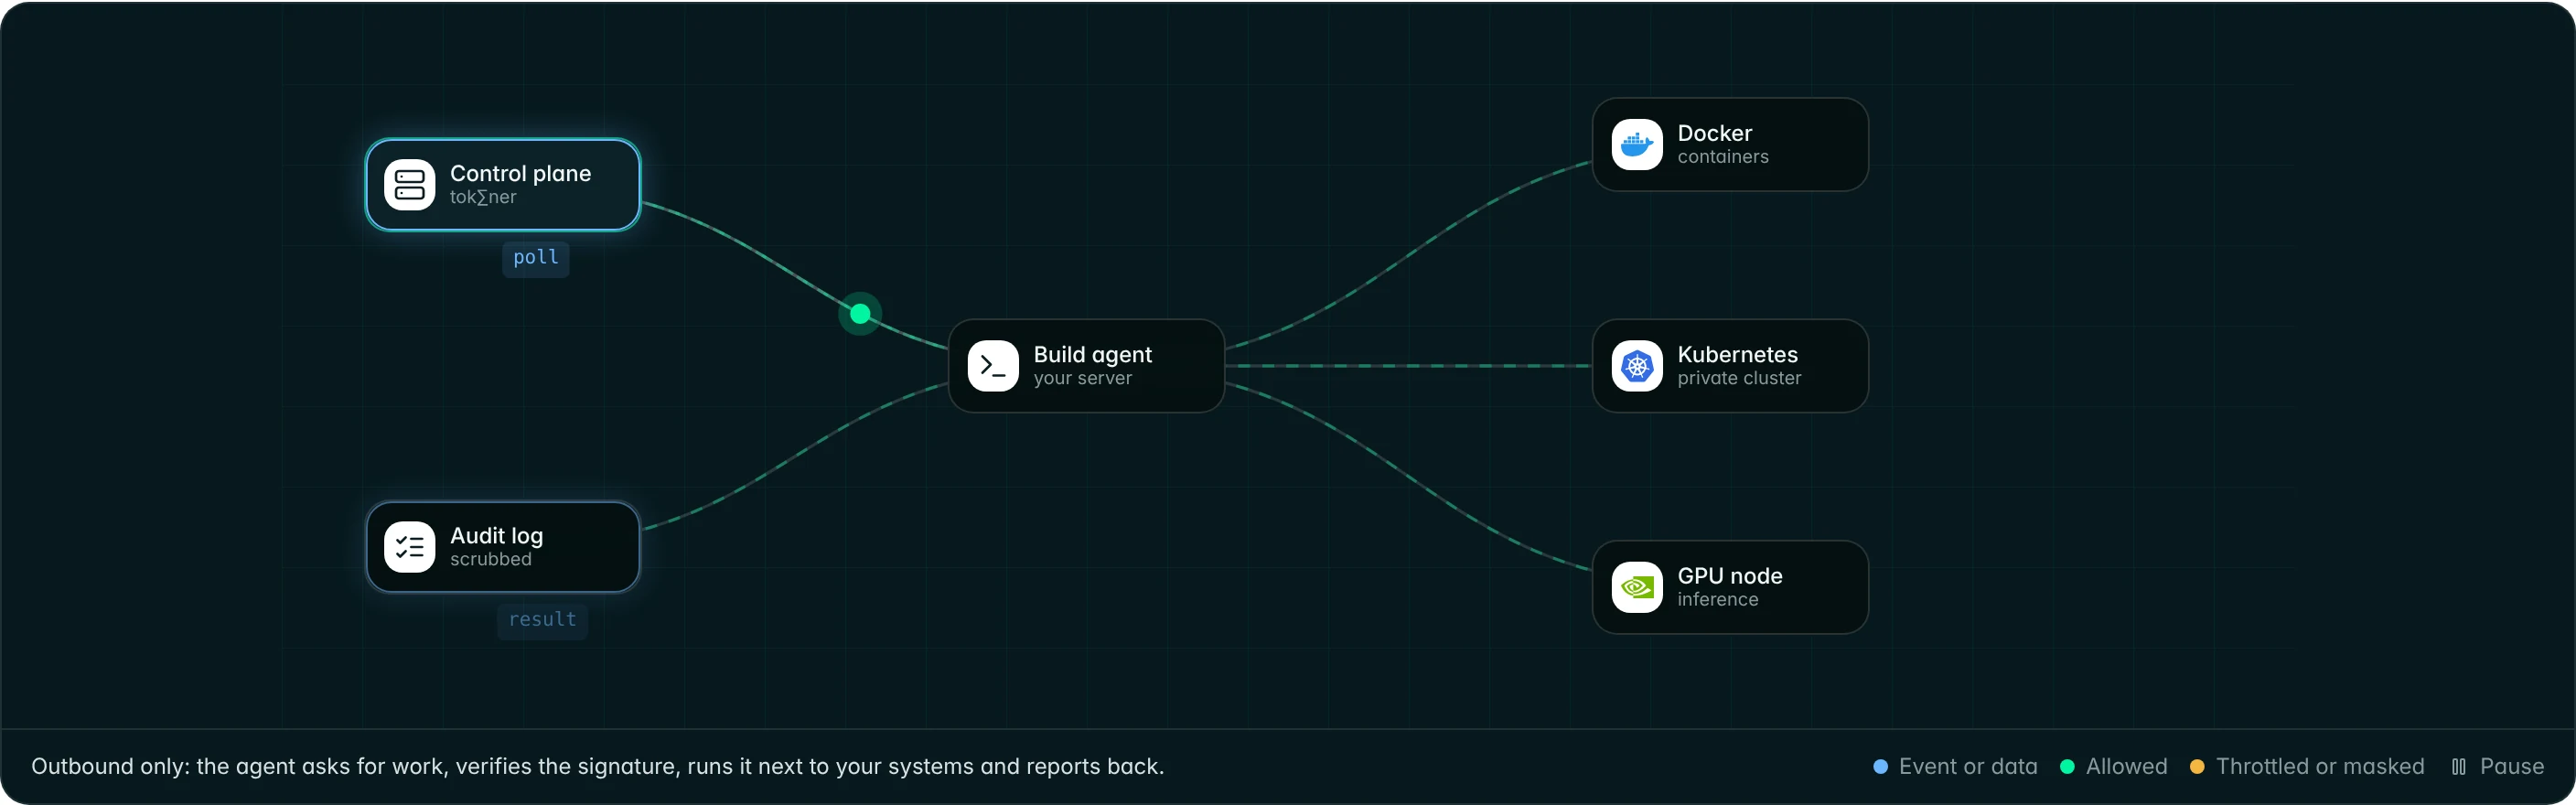 Control plane
tok∑ner
poll
Docker
containers
Build agent
your server
Kubernetes
private cluster
Audit log
scrubbed
result
GPU node
inference
Outbound only: the agent asks for work, verifies the signature, runs it next to your systems and reports back.
Event or data
Allowed
Throttled or masked
Pause